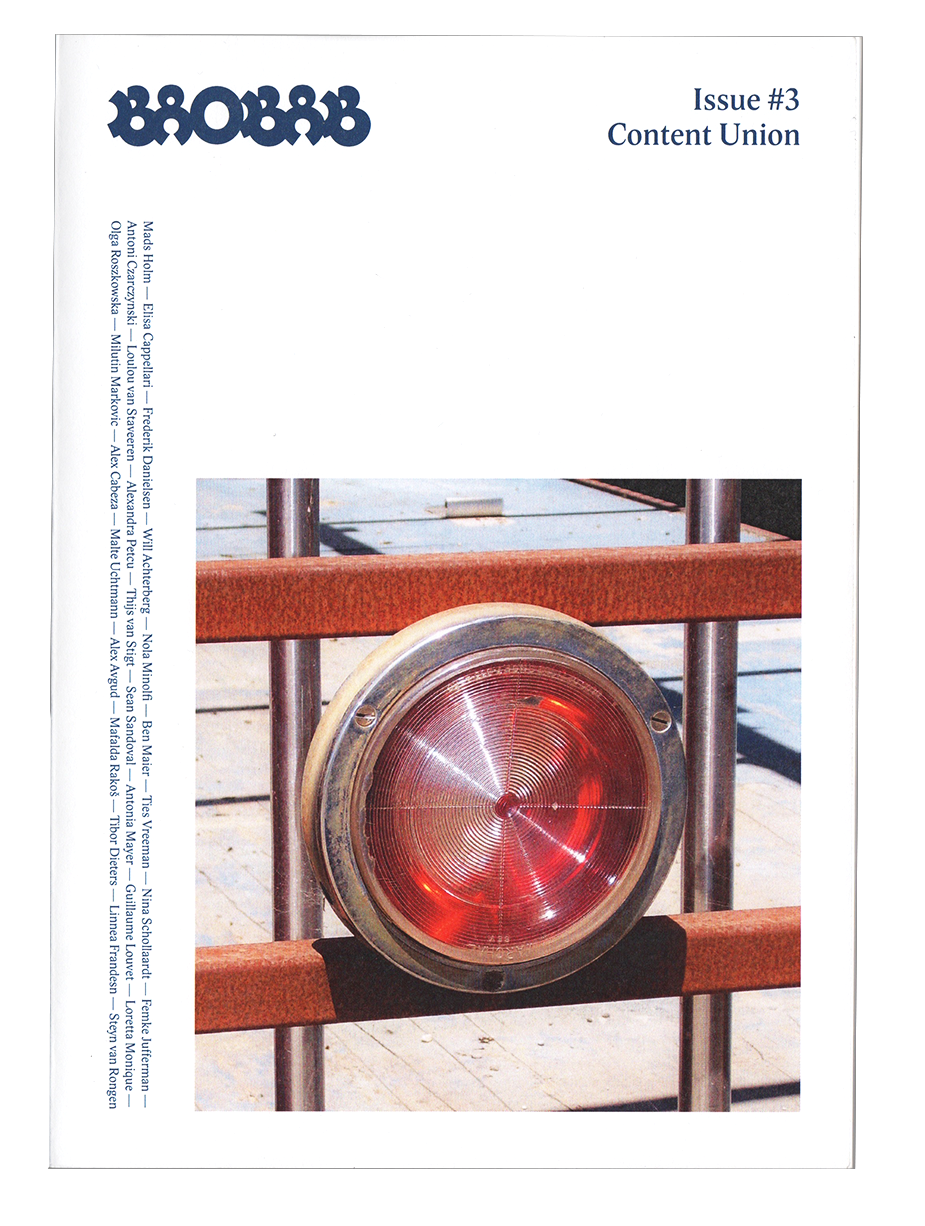 BAOBAB
Issue #3
Content Union
Mads Holm — Elisa Cappellari — Frederik Danielsen — Will Achterberg — Nola Minolfi — Ben Maier — Ties Vreeman — Nina Schollaardt — Femke Jufferman —
Antoni Czarczynski — Loulou van Staveeren — Alexandra Petcu — Thijs van Stigt — Sean Sandoval — Antonia Mayer — Guillaume Louvet — Loretta Monique —
Olga Roszkowska — Milutin Markovic — Alex Cabeza — Malte Uchtmann — Alex Avgud — Mafalda Rakoš — Tibor Dieters — Linnea Frandesn — Steyn van Rongen